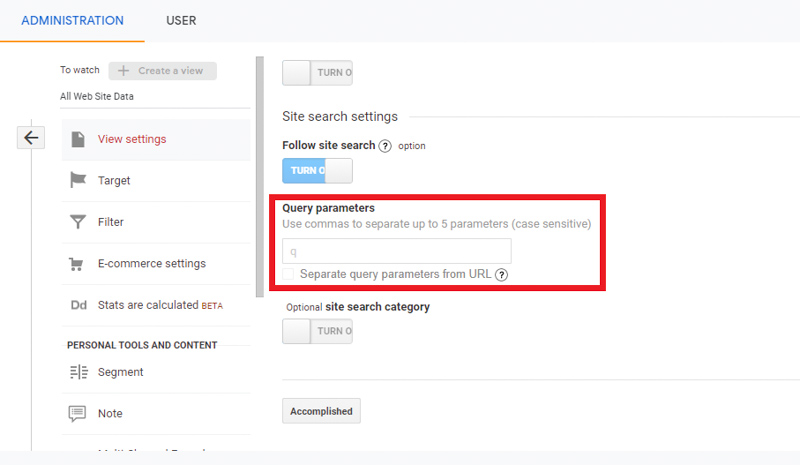 ADMINISTRATION USER
To watch Create a view
All Web Site Data
View settings
Target
Filter
E-commerce settings
Dd Stats are calculated BETA
PERSONAL TOOLS AND CONTENT
Segment
Note
TURN O
Site search settings
Follow site search ? option
TURN O
Query parameters
Use commas to separate up to 5 parameters (case sensitive)
q
Separate query parameters from URL ?
Optional site search category
TURN O
Accomplished